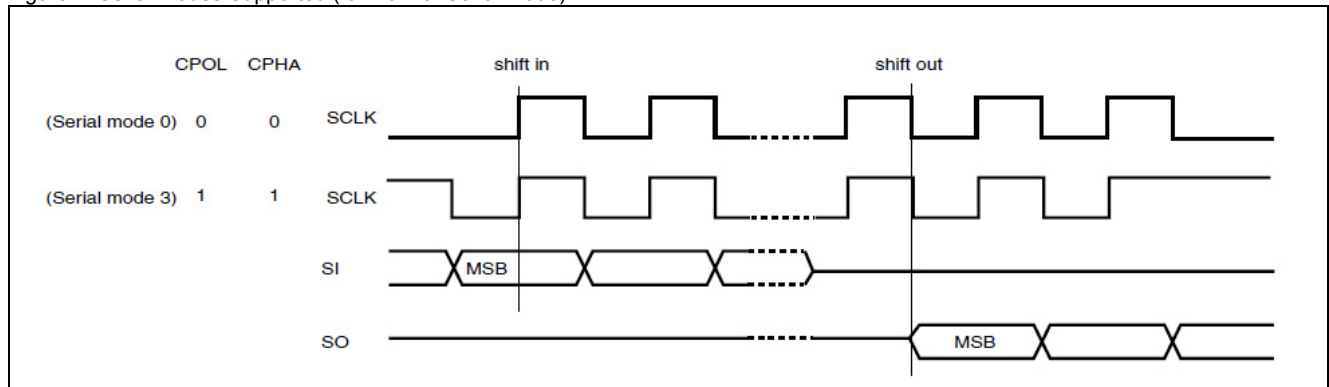 CPOL CPHA shift in shift out
(Serial mode 0) 0 0 SCLK
(Serial mode 3) 1 1 SCLK
SI MSB
SO MSB